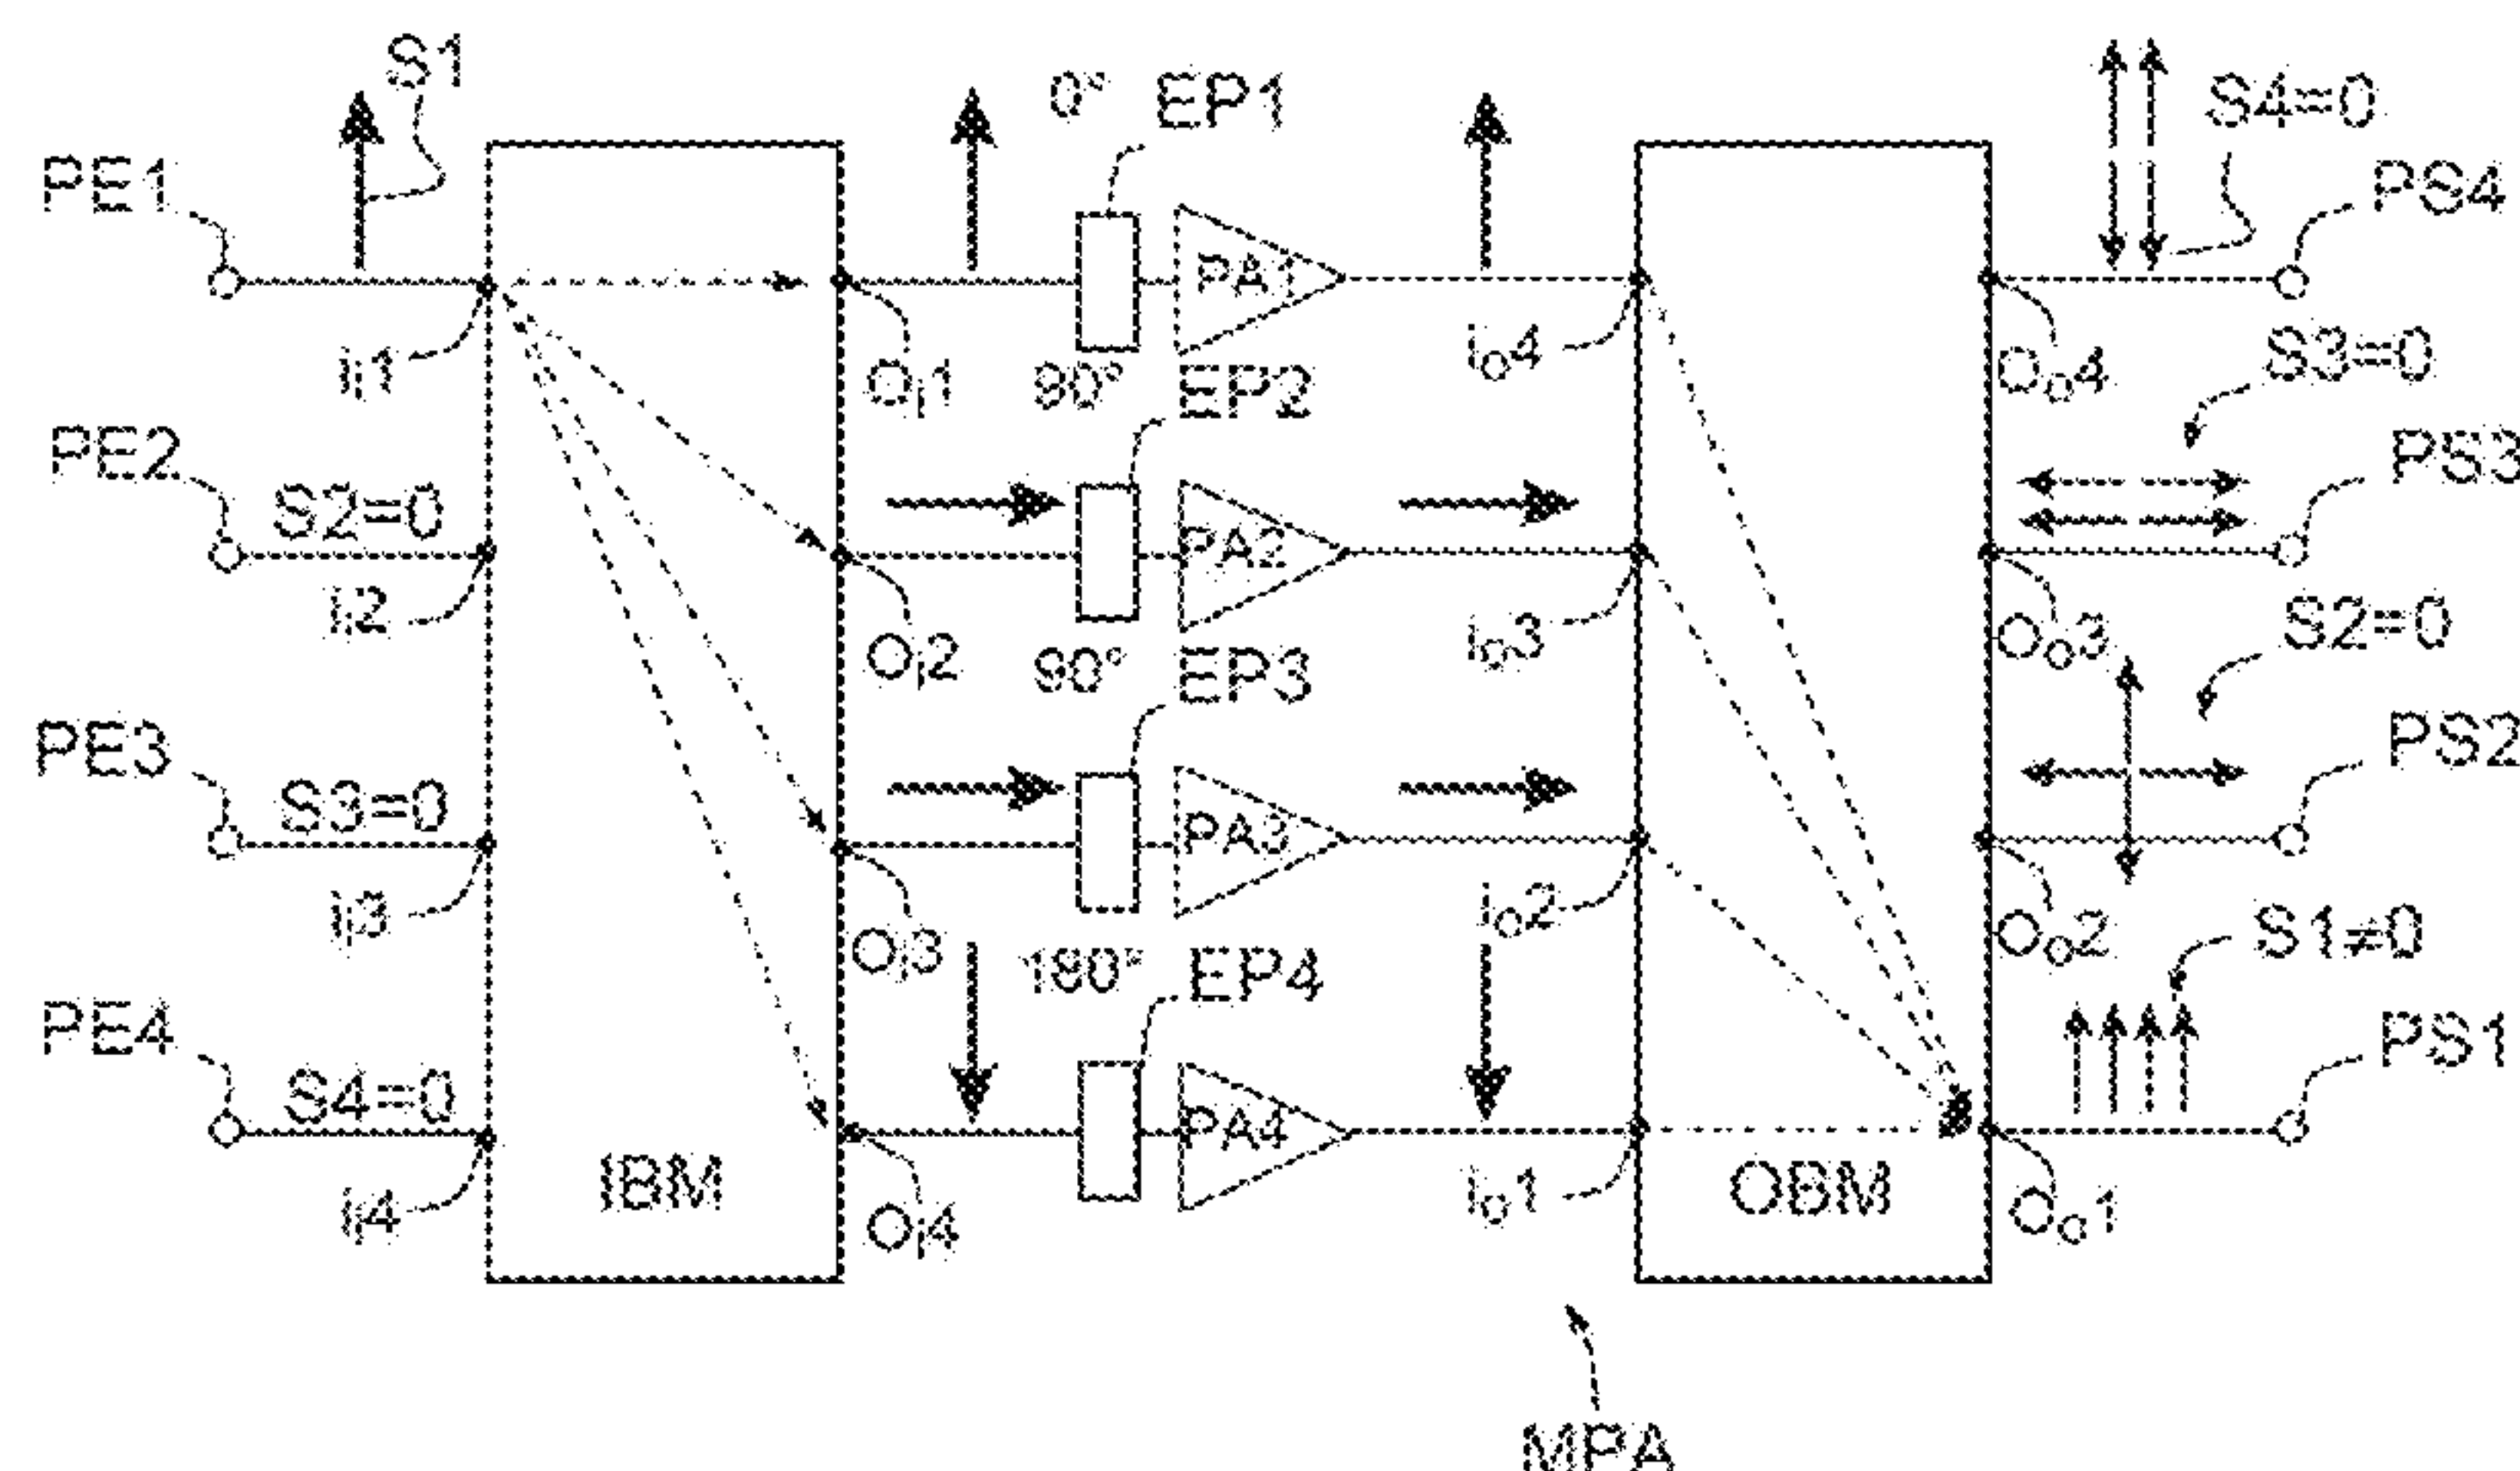 S1
0° EP1
S4=0
PE1
PS4
PA1
Ii1
Oi1
90° EP2
Io4
Oo4
S3=0
PE2
S2=0
PS3
PA2
Ii2
Oi2
90° EP3
Io3
Oo3
S2=0
PE3
S3=0
PS2
PA3
Ii3
Oi3
180° EP4
Io2
Oo2
S1≠0
PE4
S4=0
PS1
PA4
Ii4
IBM
Oi4
Io1
OBM
Oo1
MPA